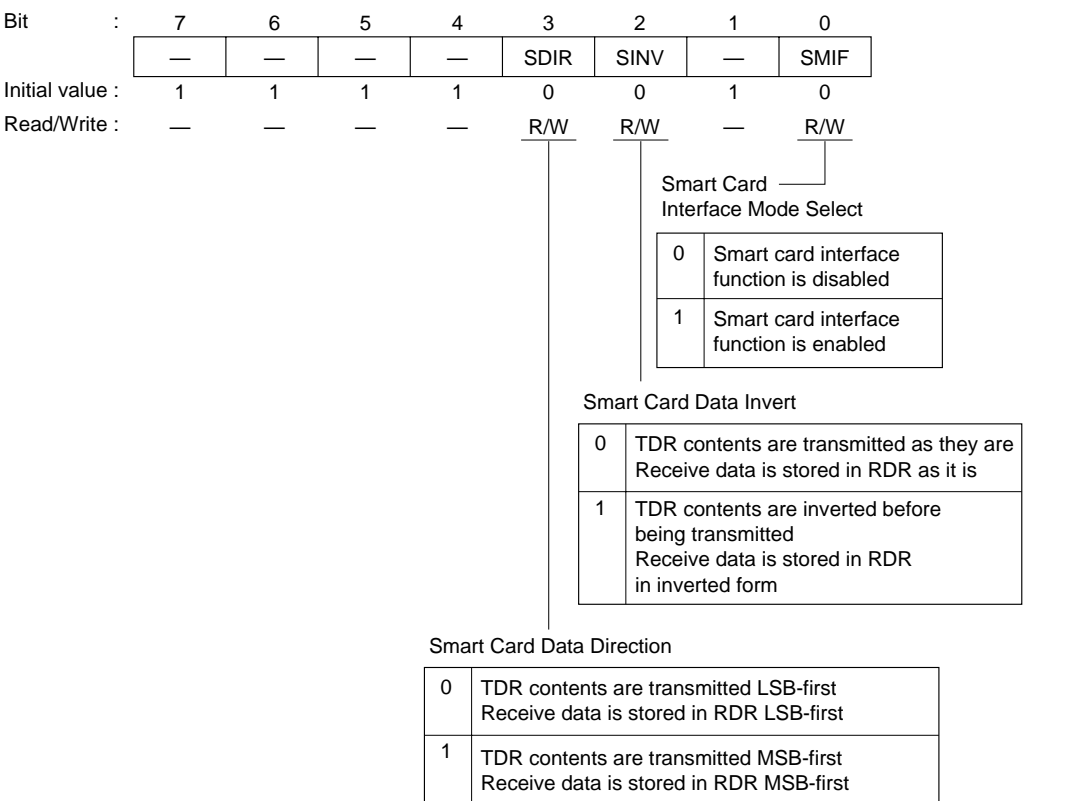 Bit : 7 6 5 4 3 2 1 0
— — — — SDIR SINV — SMIF
Initial value : 1 1 1 1 0 0 1 0
Read/Write : — — — — R/W R/W — R/W
Smart Card
Interface Mode Select
0 Smart card interface
function is disabled
1 Smart card interface
function is enabled
Smart Card Data Invert
0 TDR contents are transmitted as they are
Receive data is stored in RDR as it is
1 TDR contents are inverted before
being transmitted
Receive data is stored in RDR
in inverted form
Smart Card Data Direction
0 TDR contents are transmitted LSB-first
Receive data is stored in RDR LSB-first
1 TDR contents are transmitted MSB-first
Receive data is stored in RDR MSB-first